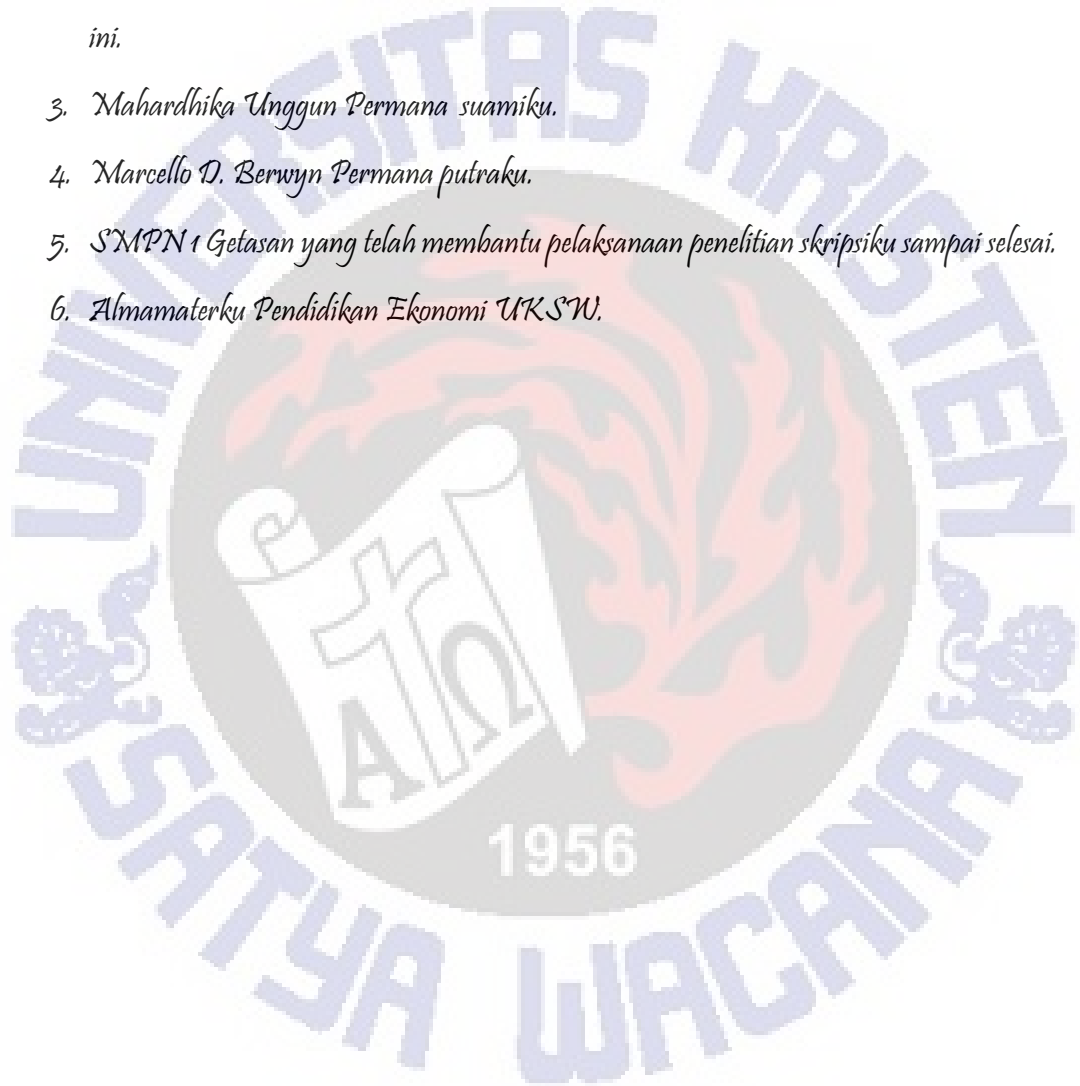 ini.
3. Mahardhika Unggun Permana suamiku.
4. Marcello D. Berwyn Permana putraku.
5. SMPN 1 Getasan yang telah membantu pelaksanaan penelitian skripsiku sampai selesai.
6. Almamaterku Pendidikan Ekonomi UKSW.
UNIVERSITAS KRISTEN
SATYA WACANA
Α Ω
1956